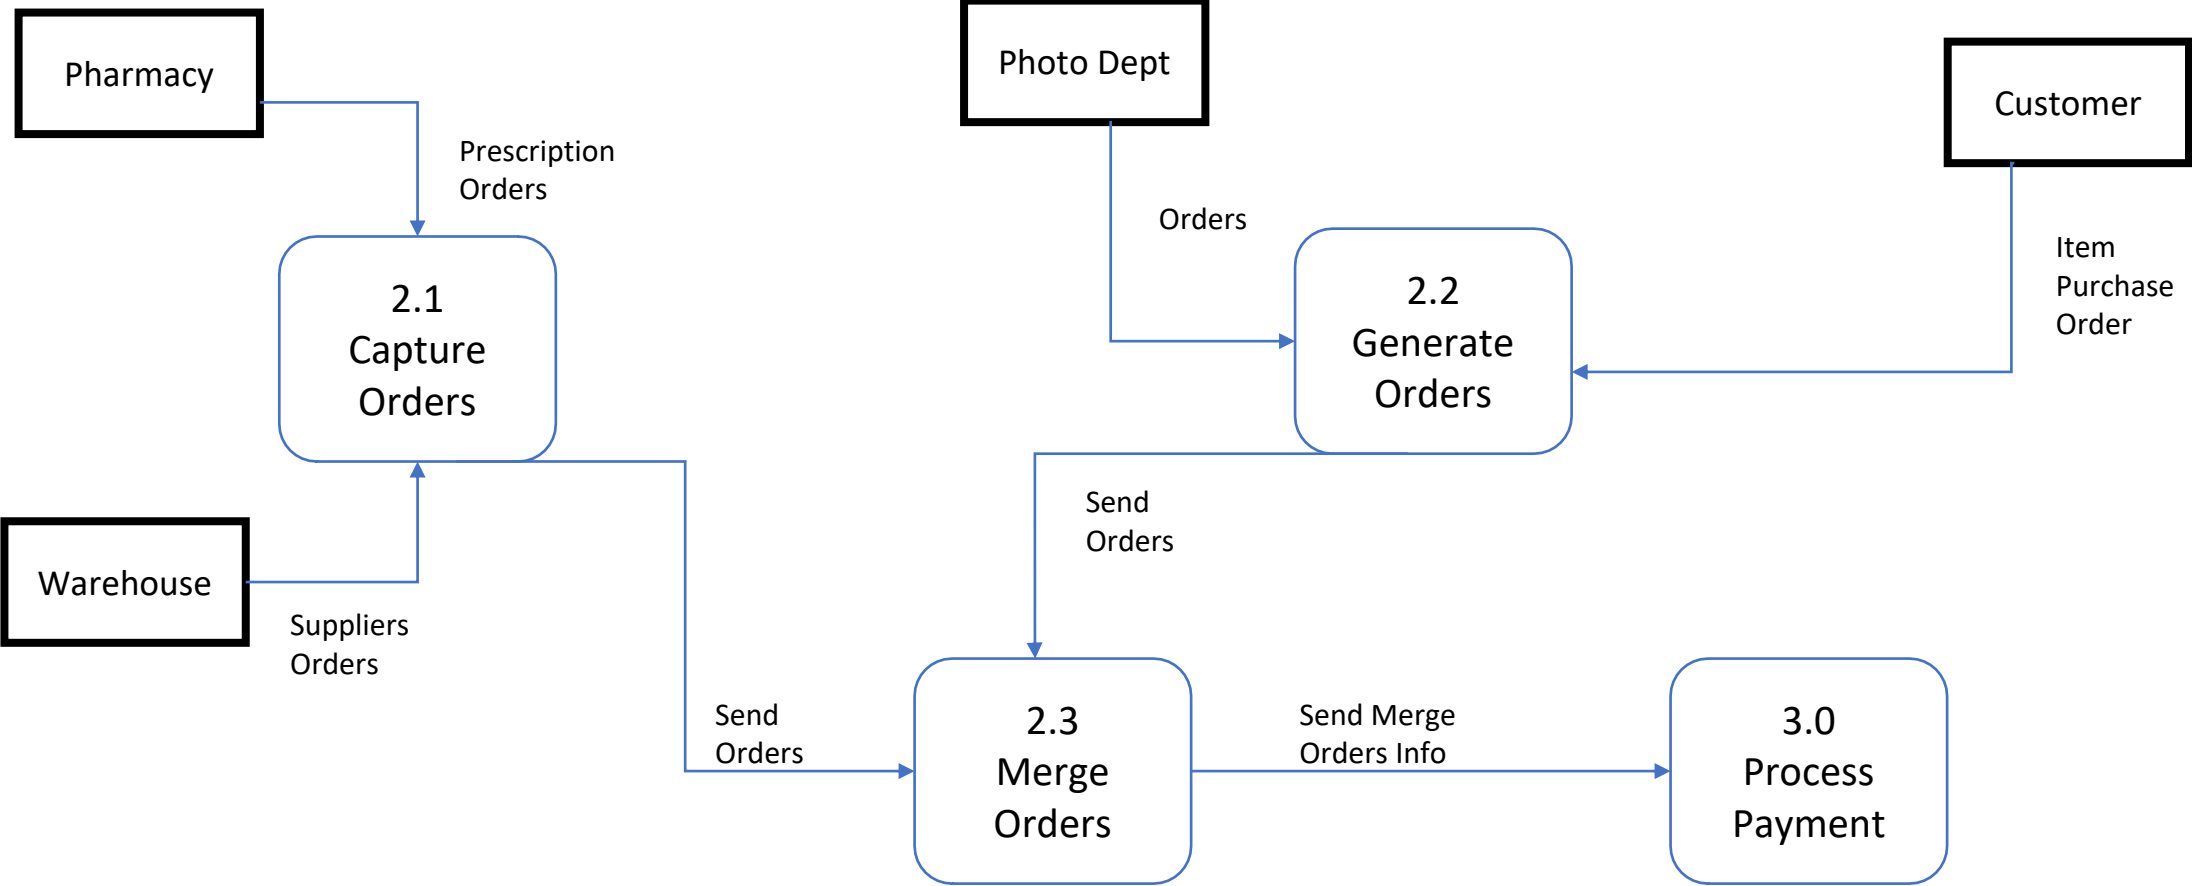 Pharmacy
Photo Dept
Customer
Prescription
Orders
Orders
Item
Purchase
Order
2.1
Capture
Orders
2.2
Generate
Orders
Send
Orders
Warehouse
Suppliers
Orders
Send
Orders
2.3
Merge
Orders
Send Merge
Orders Info
3.0
Process
Payment